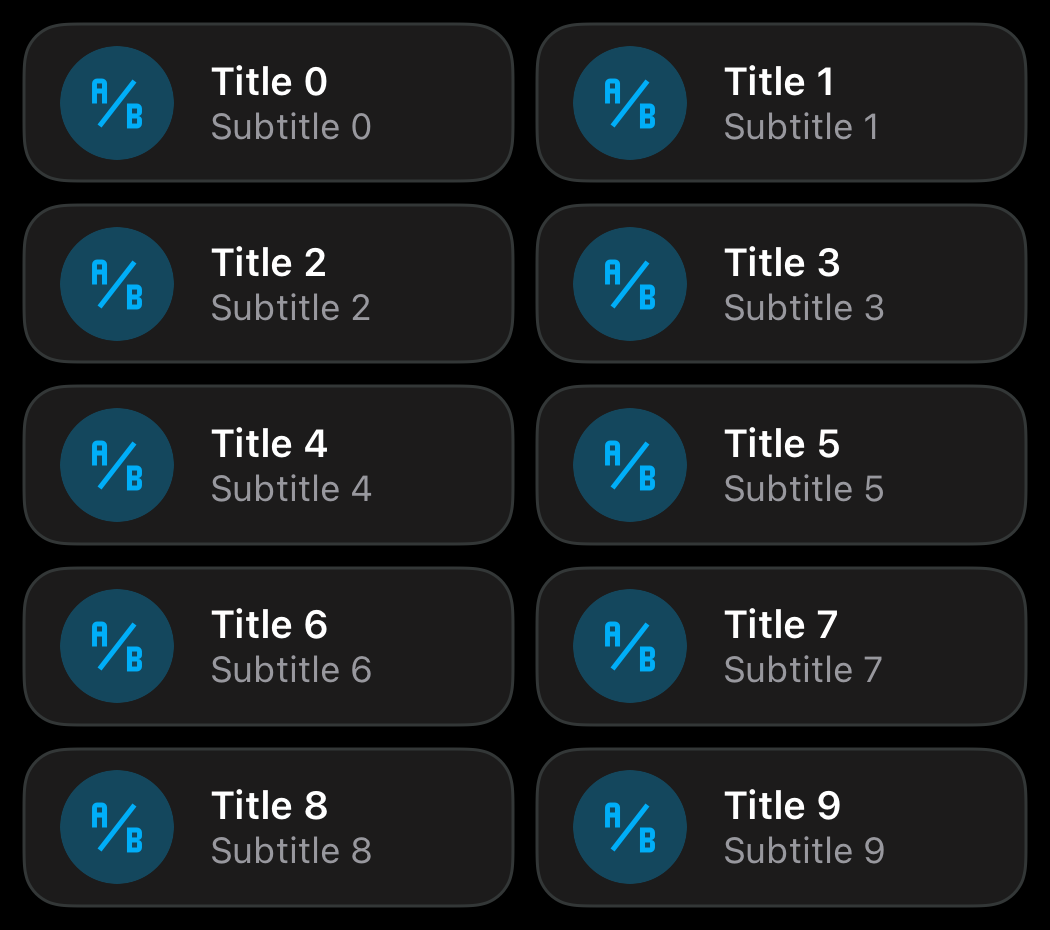 A/B
Title 0
Subtitle 0
A/B
Title 1
Subtitle 1
A/B
Title 2
Subtitle 2
A/B
Title 3
Subtitle 3
A/B
Title 4
Subtitle 4
A/B
Title 5
Subtitle 5
A/B
Title 6
Subtitle 6
A/B
Title 7
Subtitle 7
A/B
Title 8
Subtitle 8
A/B
Title 9
Subtitle 9